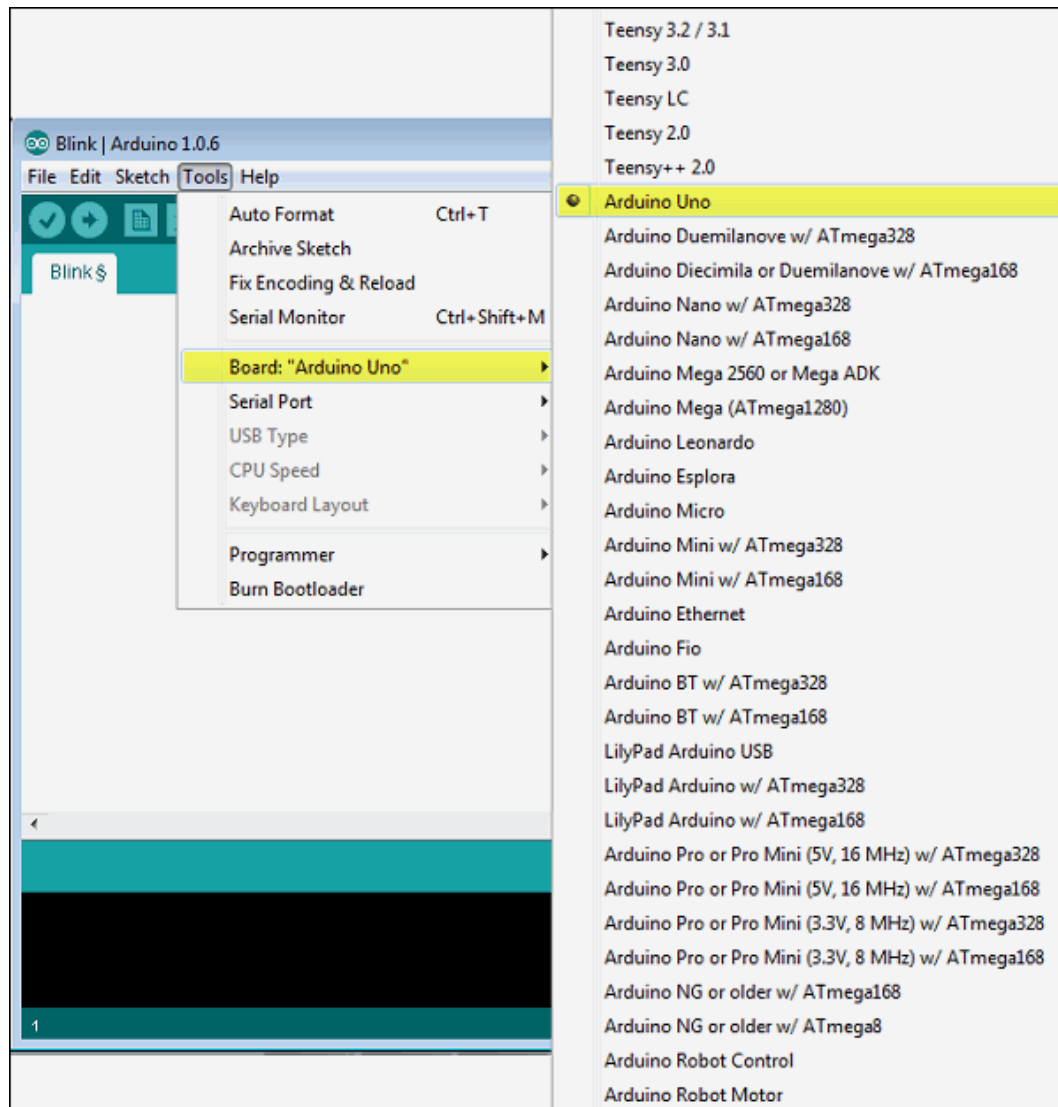 Blink | Arduino 1.0.6
File Edit Sketch Tools Help
Blink§
Auto Format Ctrl+T
Archive Sketch
Fix Encoding & Reload
Serial Monitor Ctrl+Shift+M
Board: "Arduino Uno"
Serial Port
USB Type
CPU Speed
Keyboard Layout
Programmer
Burn Bootloader
1
Teensy 3.2 / 3.1
Teensy 3.0
Teensy LC
Teensy 2.0
Teensy++ 2.0
Arduino Uno
Arduino Duemilanove w/ ATmega328
Arduino Diecimila or Duemilanove w/ ATmega168
Arduino Nano w/ ATmega328
Arduino Nano w/ ATmega168
Arduino Mega 2560 or Mega ADK
Arduino Mega (ATmega1280)
Arduino Leonardo
Arduino Esplora
Arduino Micro
Arduino Mini w/ ATmega328
Arduino Mini w/ ATmega168
Arduino Ethernet
Arduino Fio
Arduino BT w/ ATmega328
Arduino BT w/ ATmega168
LilyPad Arduino USB
LilyPad Arduino w/ ATmega328
LilyPad Arduino w/ ATmega168
Arduino Pro or Pro Mini (5V, 16 MHz) w/ ATmega328
Arduino Pro or Pro Mini (5V, 16 MHz) w/ ATmega168
Arduino Pro or Pro Mini (3.3V, 8 MHz) w/ ATmega328
Arduino Pro or Pro Mini (3.3V, 8 MHz) w/ ATmega168
Arduino NG or older w/ ATmega168
Arduino NG or older w/ ATmega8
Arduino Robot Control
Arduino Robot Motor